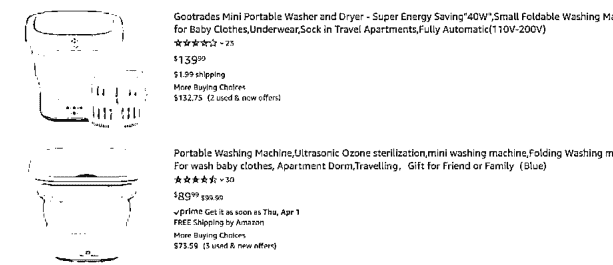 Gootrades Mini Portable Washer and Dryer - Super Energy Saving"40W",Small Foldable Washing Ma
for Baby Clothes,Underwear,Sock in Travel Apartments,Fully Automatic(110V-200V)
23
$139⁹⁹
$1.99 shipping
More Buying Choices
$132.75 (2 used & new offers)
Portable Washing Machine,Ultrasonic Ozone sterilization,mini washing machine,Folding Washing m
For wash baby clothes, Apartment Dorm,Travelling, Gift for Friend or Family (Blue)
30
$89⁹⁹ $99.99
prime Get it as soon as Thu, Apr 1
FREE Shipping by Amazon
More Buying Choices
$73.59 (3 used & new offers)